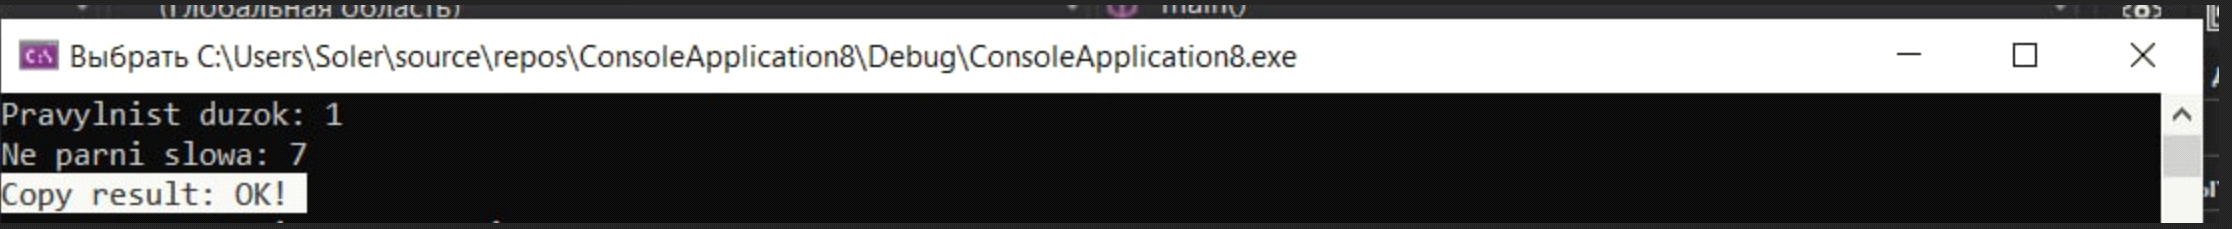 (Глобальная область)
main()
Выбрать C:\Users\Soler\source\repos\ConsoleApplication8\Debug\ConsoleApplication8.exe
Pravylnist duzok: 1
Ne parni slowa: 7
Copy result: OK!